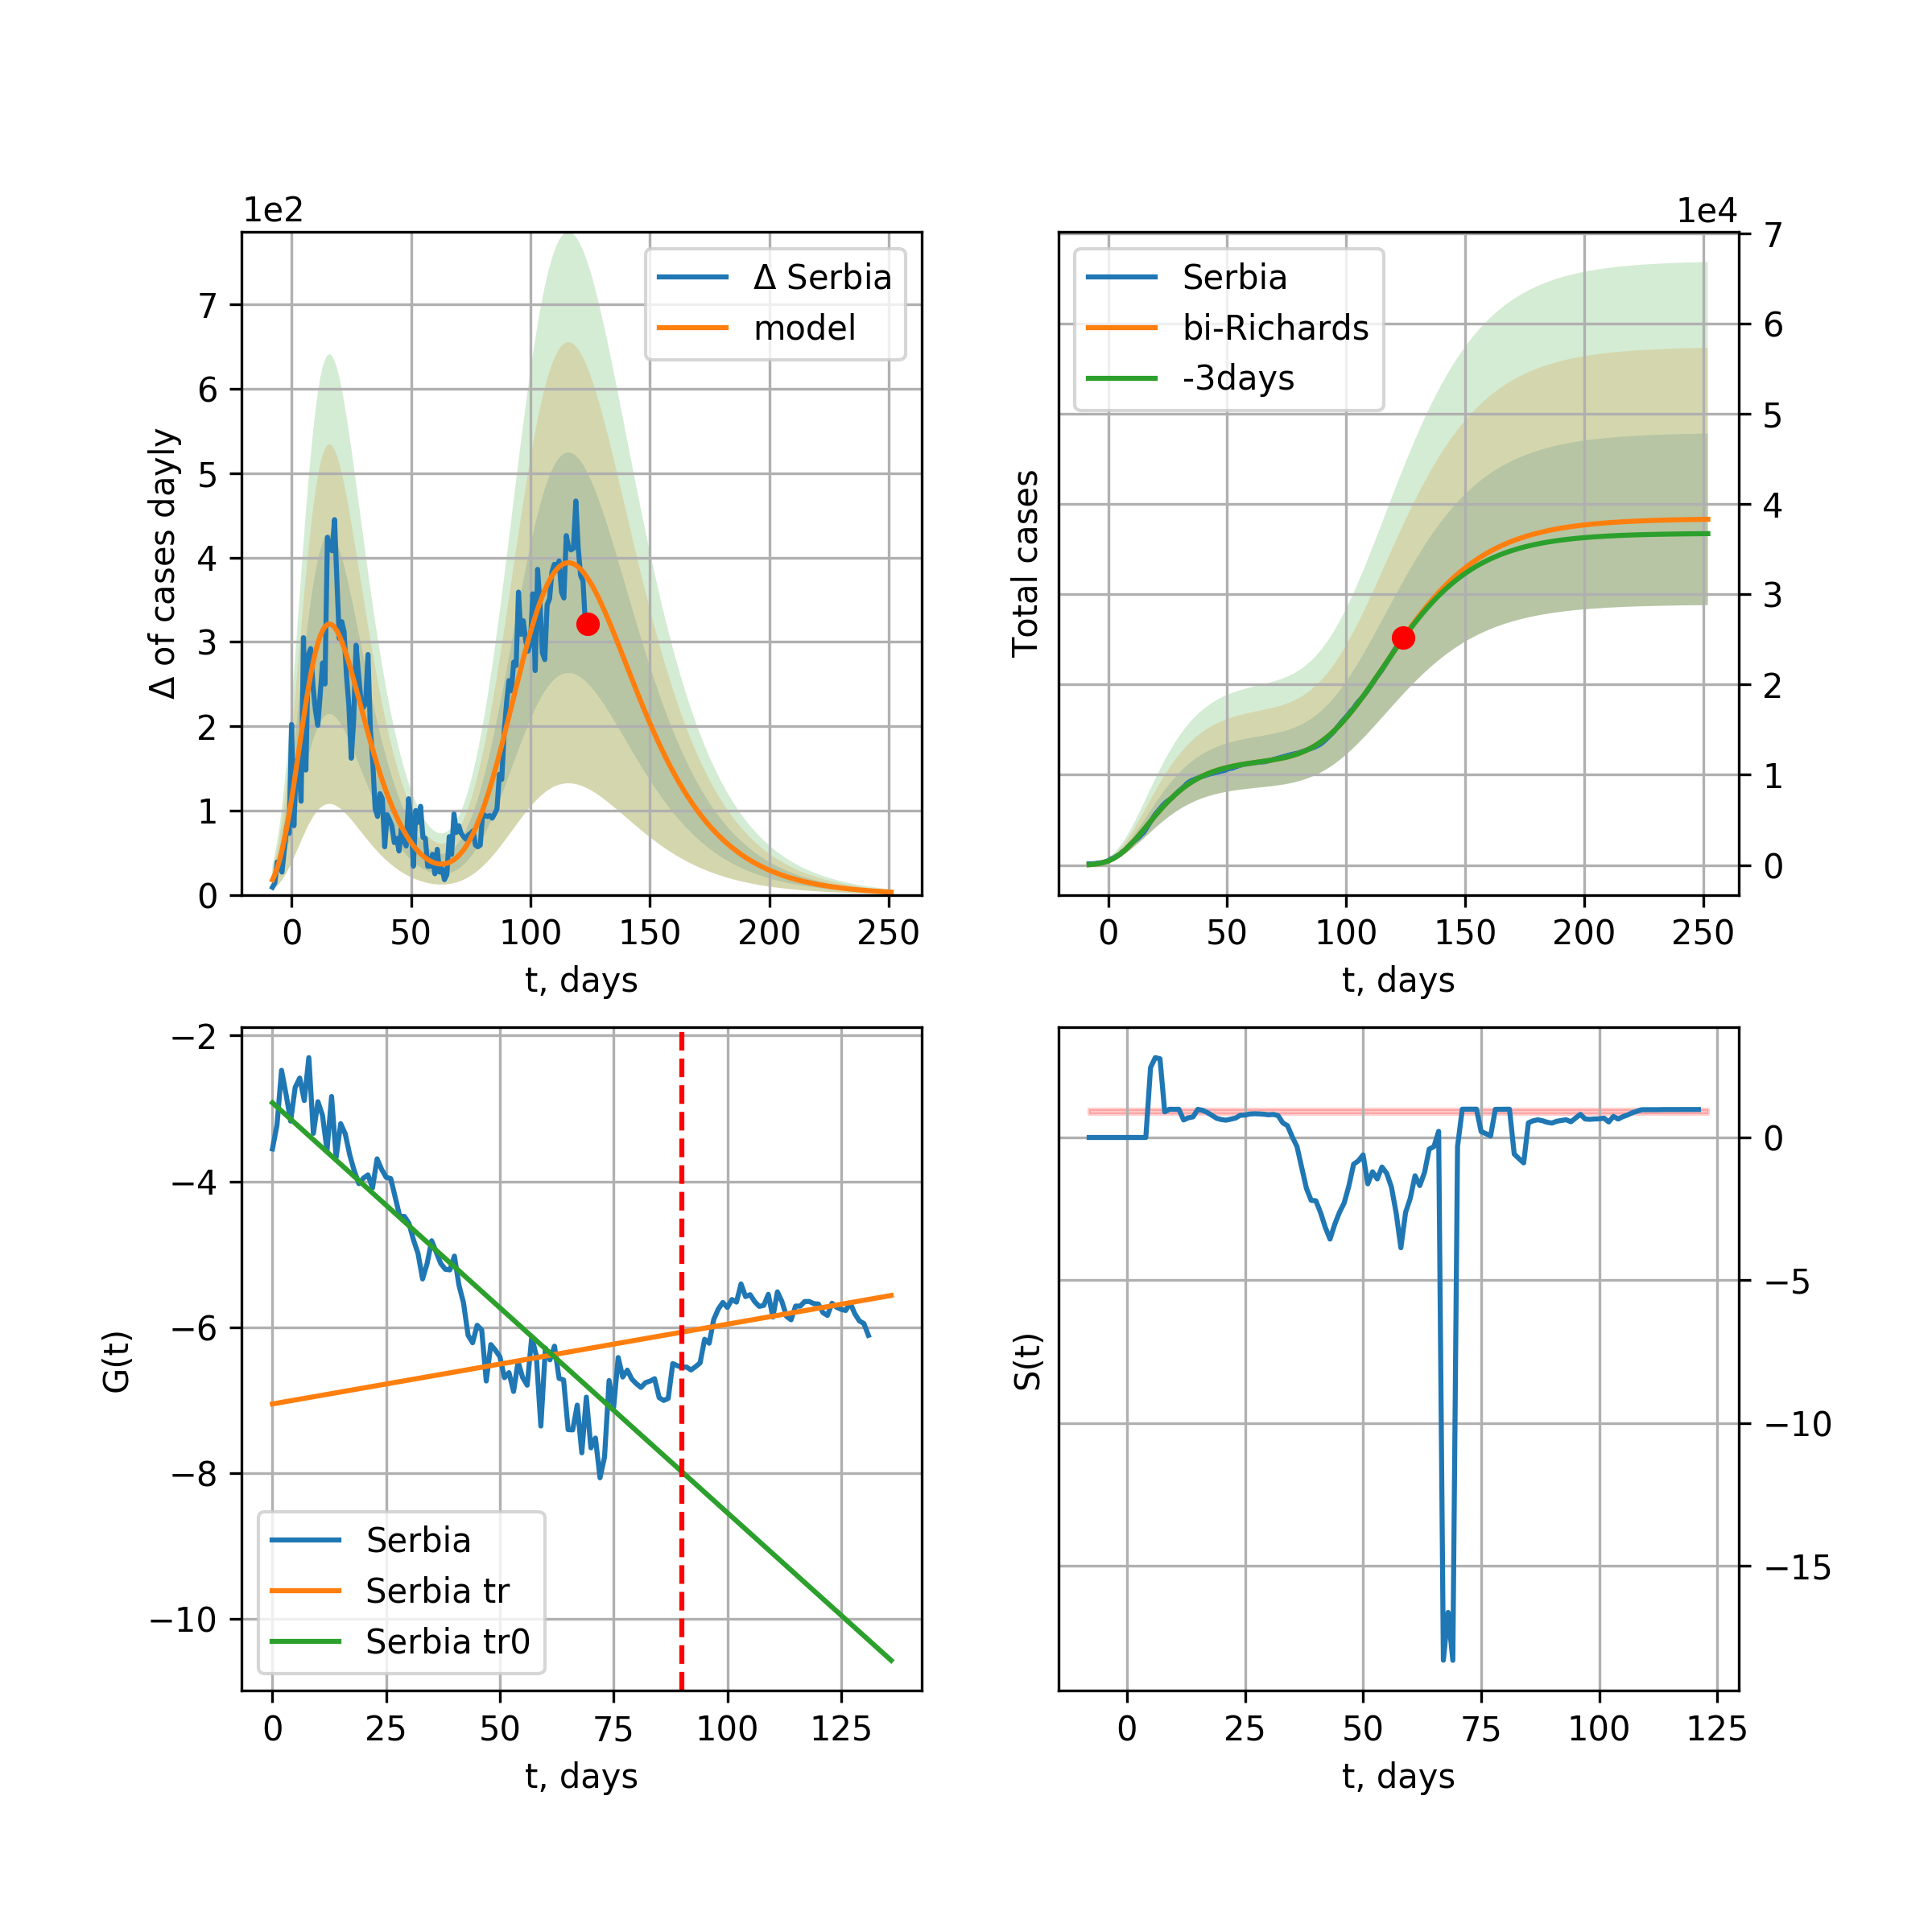 1e2
Δ of cases dayly
7
6
5
4
3
2
1
0
Δ Serbia
model
0 50 100 150 200 250
t, days
1e4
Total cases
Serbia
bi-Richards
-3days
7
6
5
4
3
2
1
0
0 50 100 150 200 250
t, days
G(t)
−2
−4
−6
−8
−10
Serbia
Serbia tr
Serbia tr0
0 25 50 75 100 125
t, days
S(t)
0
−5
−10
−15
0 25 50 75 100 125
t, days